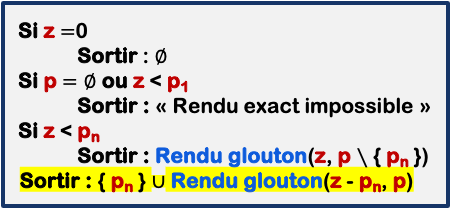 Si z =0
Sortir : ∅
Si p = ∅ ou z < p₁
Sortir : « Rendu exact impossible »
Si z < pₙ
Sortir : Rendu glouton(z, p \ { pₙ })
Sortir : { pₙ } ∪ Rendu glouton(z - pₙ, p)